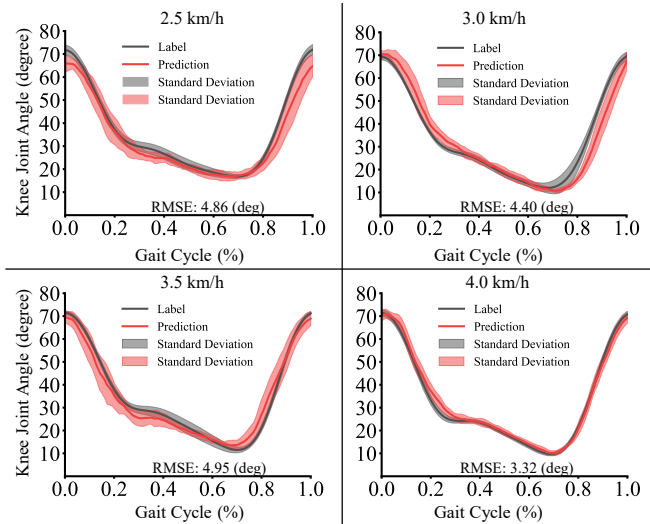 2.5 km/h
80
70
60
50
40
30
20
10
Knee Joint Angle (degree)
Label
Prediction
Standard Deviation
Standard Deviation
RMSE: 4.86 (deg)
0.0 0.2 0.4 0.6 0.8 1.0
Gait Cycle (%)
3.0 km/h
80
70
60
50
40
30
20
10
Label
Prediction
Standard Deviation
Standard Deviation
RMSE: 4.40 (deg)
0.0 0.2 0.4 0.6 0.8 1.0
Gait Cycle (%)
3.5 km/h
80
70
60
50
40
30
20
10
Knee Joint Angle (degree)
Label
Prediction
Standard Deviation
Standard Deviation
RMSE: 4.95 (deg)
0.0 0.2 0.4 0.6 0.8 1.0
Gait Cycle (%)
4.0 km/h
80
70
60
50
40
30
20
10
Label
Prediction
Standard Deviation
Standard Deviation
RMSE: 3.32 (deg)
0.0 0.2 0.4 0.6 0.8 1.0
Gait Cycle (%)